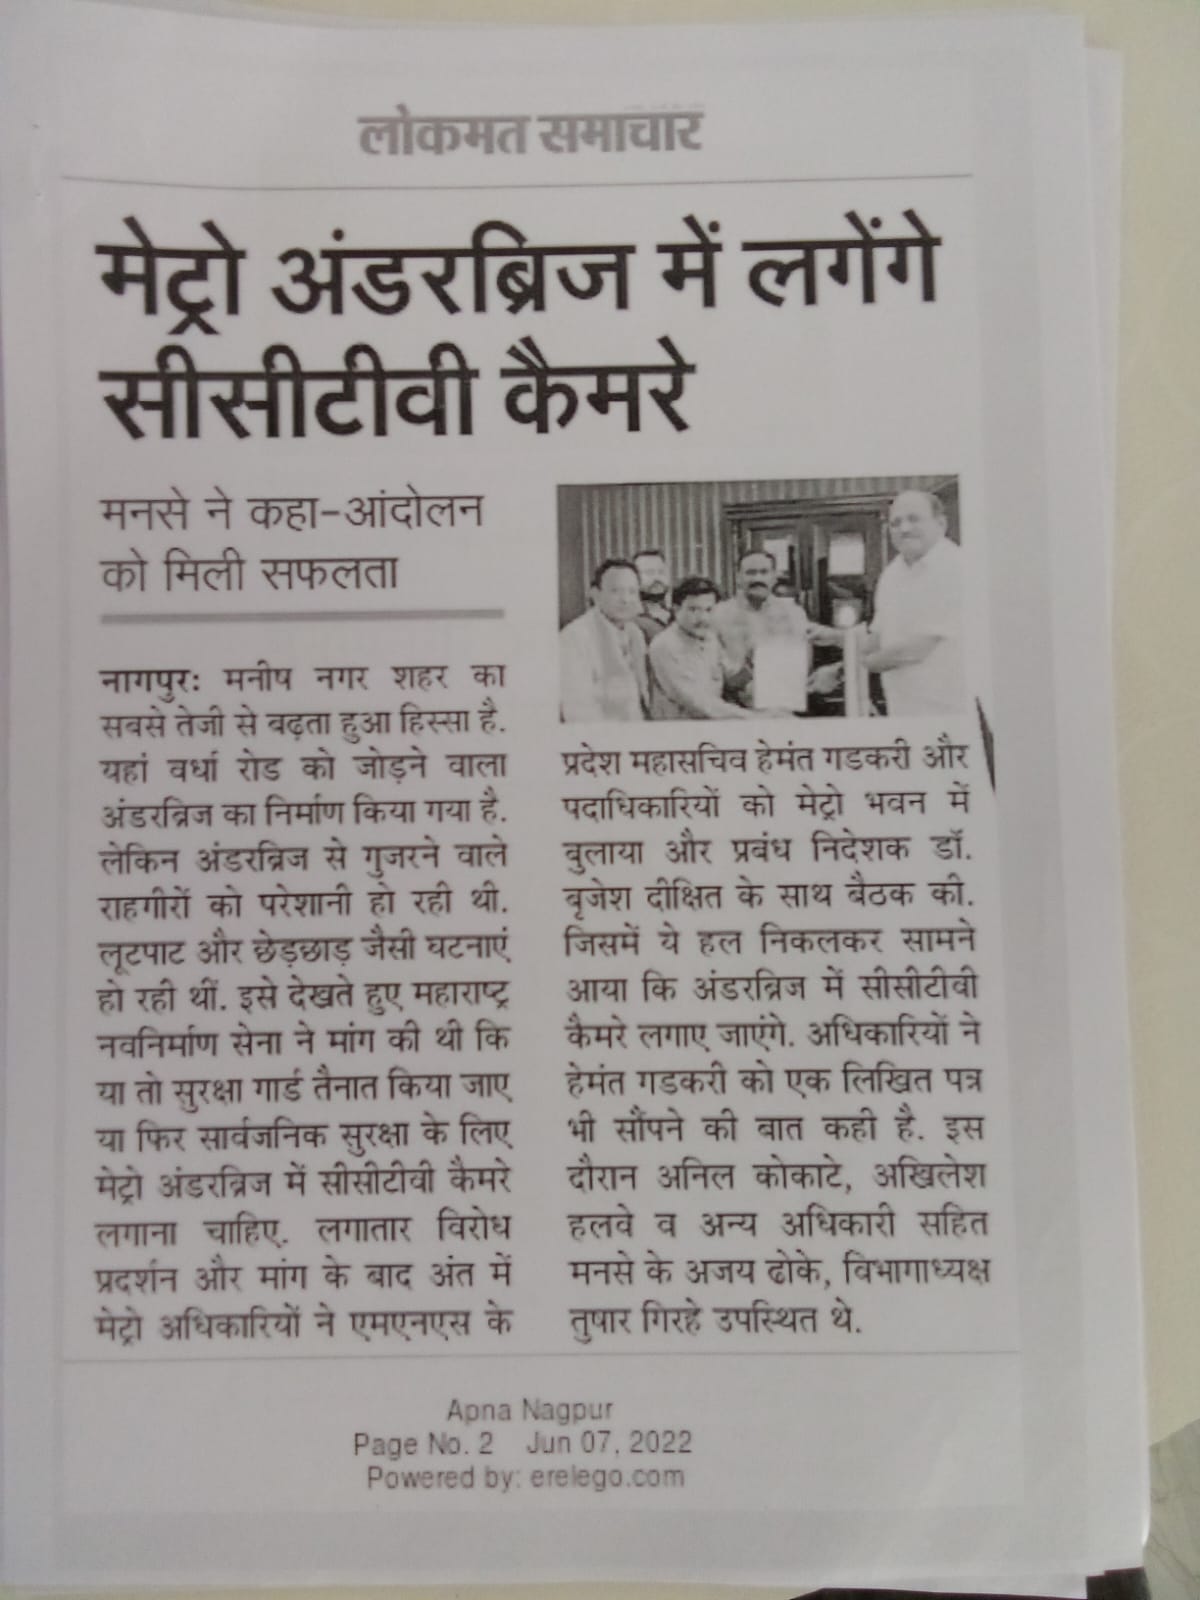 लोकमत समाचार
मेट्रो अंडरब्रिज में लगेंगे
सीसीटीवी कैमरे
मनसे ने कहा-आंदोलन
को मिली सफलता
नागपुर: मनीष नगर शहर का
सबसे तेजी से बढ़ता हुआ हिस्सा है.
यहां वर्धा रोड को जोड़ने वाला
अंडरब्रिज का निर्माण किया गया है.
लेकिन अंडरब्रिज से गुजरने वाले
राहगीरों को परेशानी हो रही थी.
लूटपाट और छेड़छाड़ जैसी घटनाएं
हो रही थीं. इसे देखते हुए महाराष्ट्र
नवनिर्माण सेना ने मांग की थी कि
या तो सुरक्षा गार्ड तैनात किया जाए
या फिर सार्वजनिक सुरक्षा के लिए
मेट्रो अंडरब्रिज में सीसीटीवी कैमरे
लगाना चाहिए. लगातार विरोध
प्रदर्शन और मांग के बाद अंत में
मेट्रो अधिकारियों ने एमएनएस के
प्रदेश महासचिव हेमंत गडकरी और
पदाधिकारियों को मेट्रो भवन में
बुलाया और प्रबंध निदेशक डॉ.
बृजेश दीक्षित के साथ बैठक की.
जिसमें ये हल निकलकर सामने
आया कि अंडरब्रिज में सीसीटीवी
कैमरे लगाए जाएंगे. अधिकारियों ने
हेमंत गडकरी को एक लिखित पत्र
भी सौंपने की बात कही है. इस
दौरान अनिल कोकाटे, अखिलेश
हलवे व अन्य अधिकारी सहित
मनसे के अजय ढोके, विभागाध्यक्ष
तुषार गिरहे उपस्थित थे.
Apna Nagpur
Page No. 2 Jun 07, 2022
Powered by: erelego.com